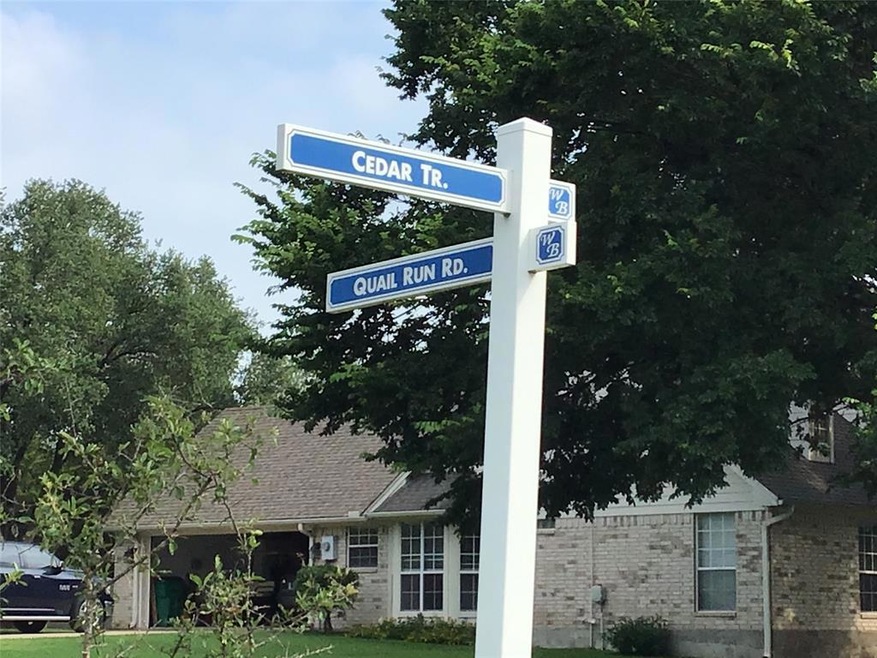 CEDAR TR.
WB
QUAIL RUN RD.
WB